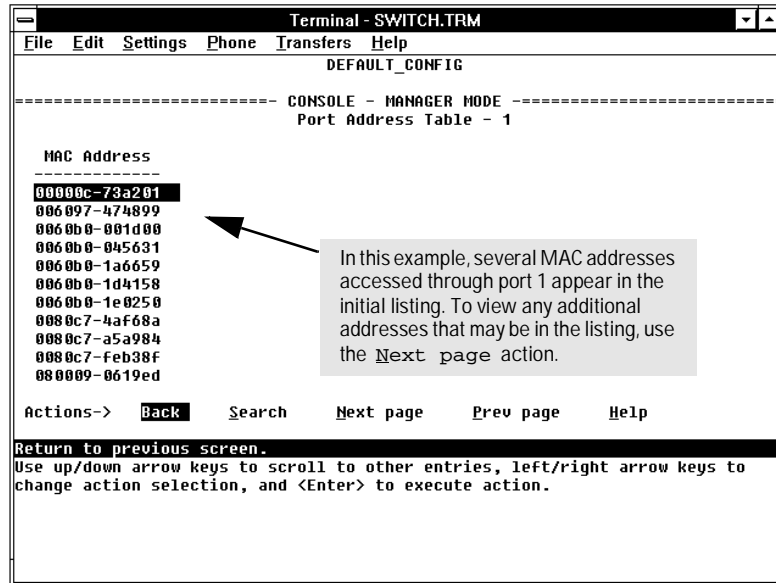 Terminal - SWITCH.TRM
File Edit Settings Phone Transfers Help
DEFAULT_CONFIG
==========================- CONSOLE - MANAGER MODE -==========================
Port Address Table - 1
MAC Address
-------------
00000c-73a201
006097-474899
0060b0-001d00
0060b0-045631
0060b0-1a6659
0060b0-1d4158
0060b0-1e0250
0080c7-4af68a
0080c7-a5a984
0080c7-feb38f
080009-0619ed
In this example, several MAC addresses
accessed through port 1 appear in the
initial listing. To view any additional
addresses that may be in the listing, use
the Next page action.
Actions-> Back Search Next page Prev page Help
Return to previous screen.
Use up/down arrow keys to scroll to other entries, left/right arrow keys to
change action selection, and <Enter> to execute action.